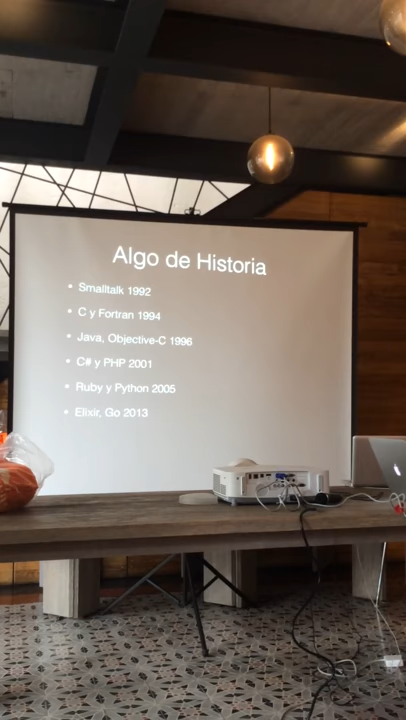 Algo de Historia
• Smalltalk 1992
• C y Fortran 1994
• Java, Objective-C 1996
• C# y PHP 2001
• Ruby y Python 2005
• Elixir, Go 2013